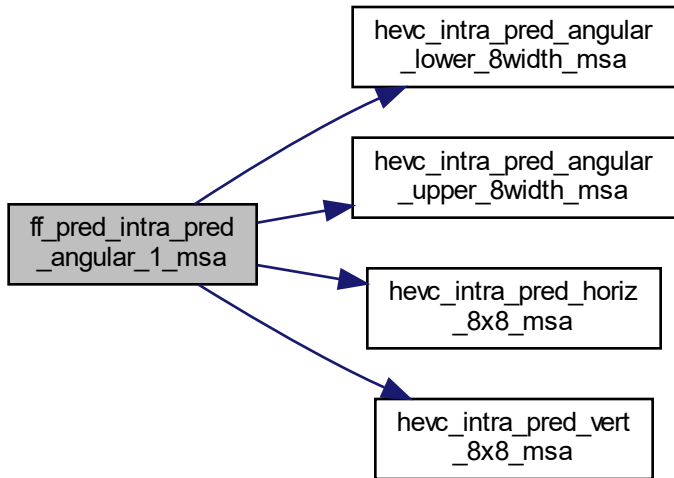 hevc_intra_pred_angular
_lower_8width_msa
hevc_intra_pred_angular
_upper_8width_msa
ff_pred_intra_pred
_angular_1_msa
hevc_intra_pred_horiz
_8x8_msa
hevc_intra_pred_vert
_8x8_msa